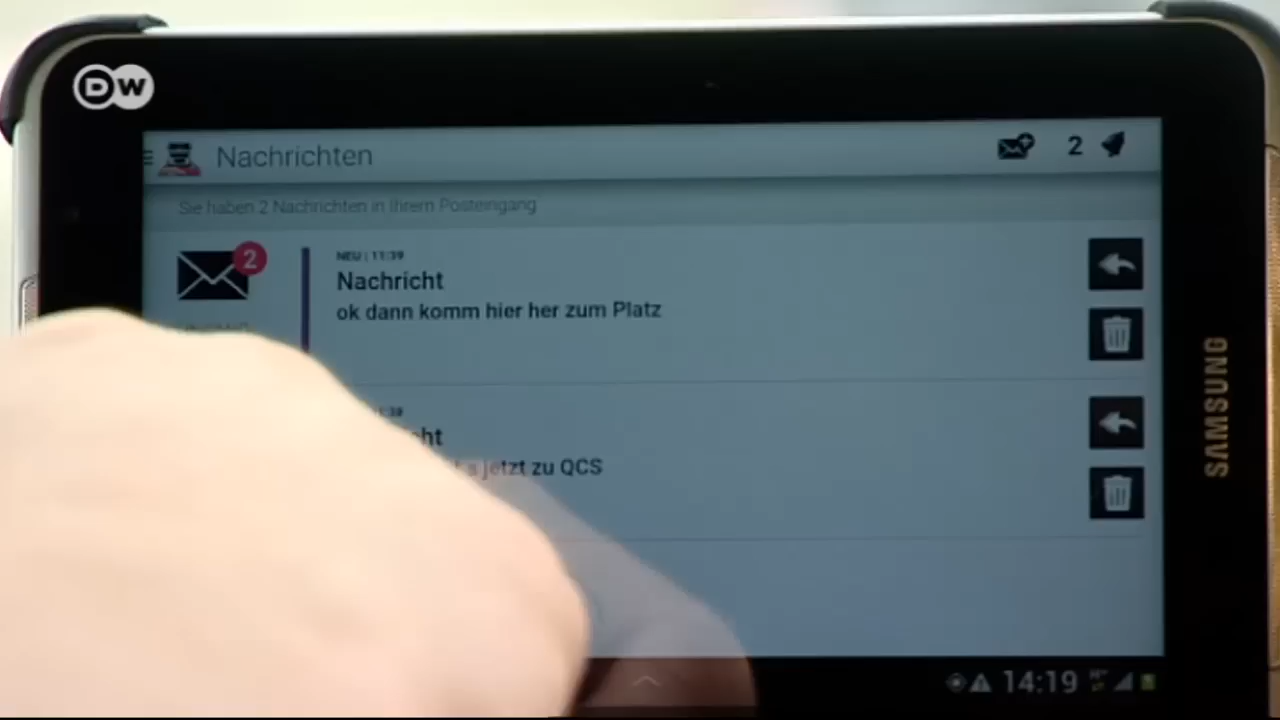 DW
Nachrichten
2
Sie haben 2 Nachrichten in Ihrem Posteingang
2
NEU | 11:39
Nachricht
ok dann komm hier her zum Platz
jetzt zu QCS
SAMSUNG
14:19